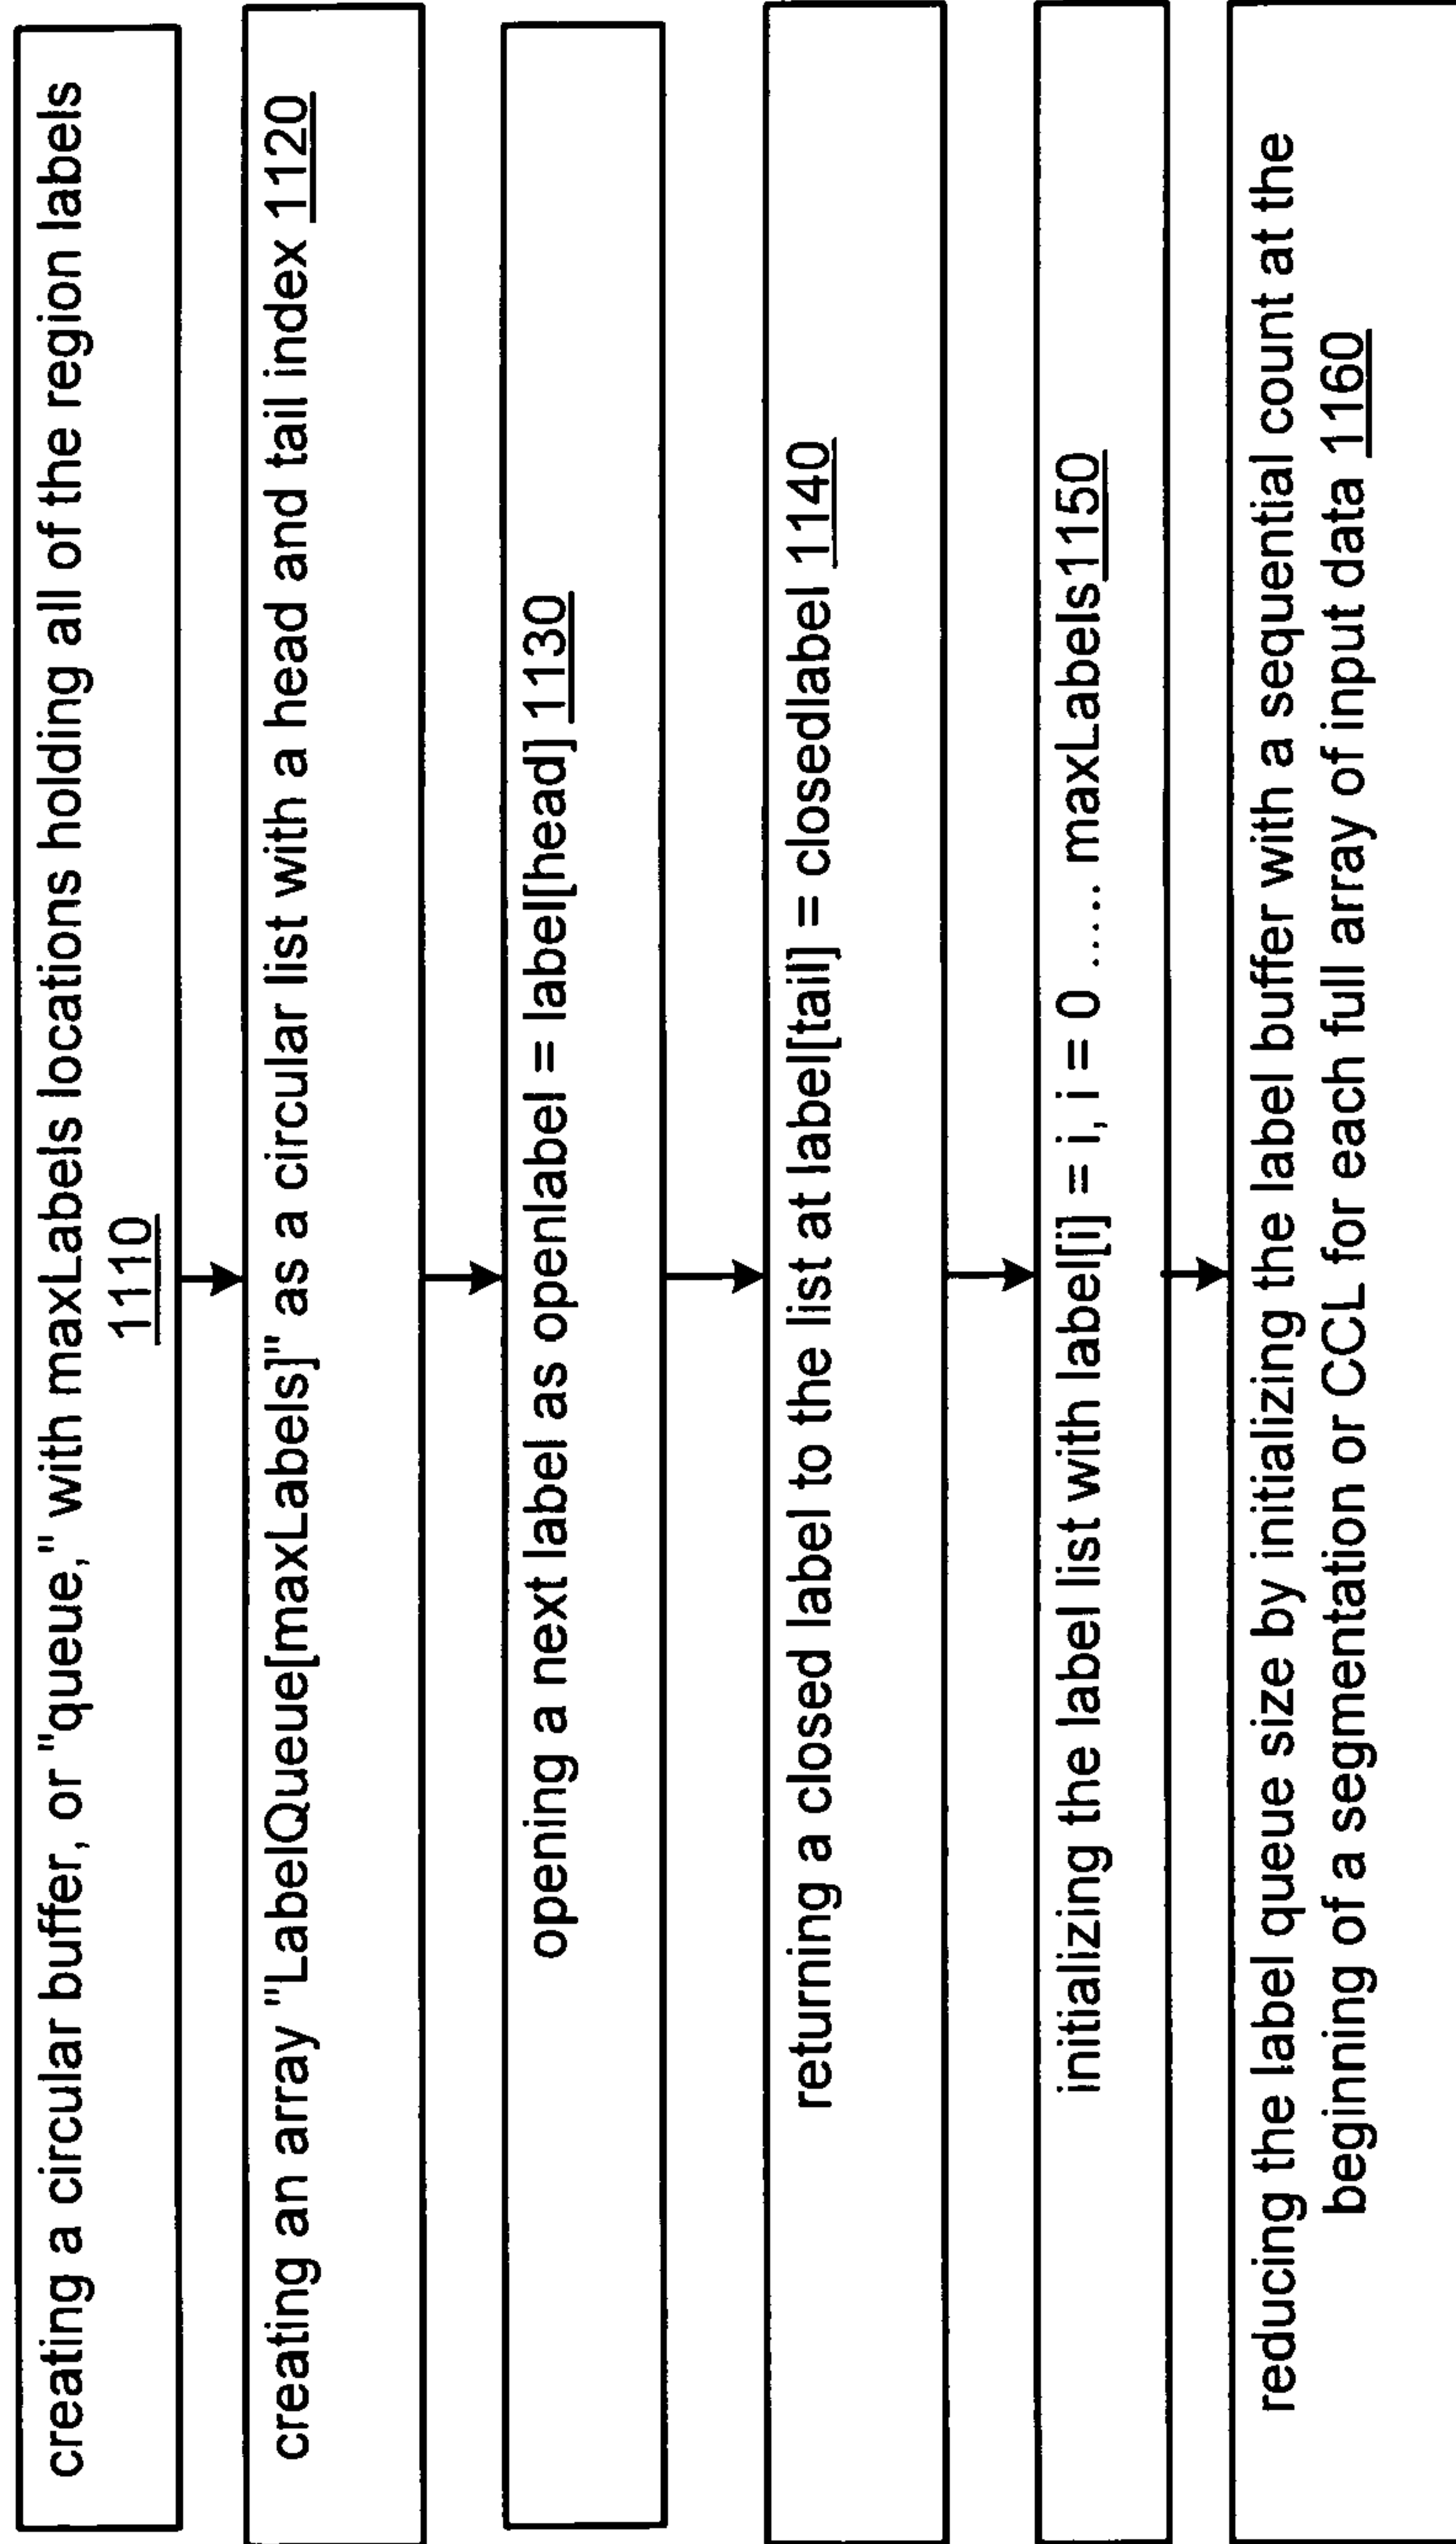 creating a circular buffer, or "queue," with maxLabels locations holding all of the region labels
1110
creating an array "LabelQueue[maxLabels]" as a circular list with a head and tail index 1120
opening a next label as openlabel = label[head] 1130
returning a closed label to the list at label[tail] = closedlabel 1140
initializing the label list with label[i] = i, i = 0 ..... maxLabels1150
reducing the label queue size by initializing the label buffer with a sequential count at the
beginning of a segmentation or CCL for each full array of input data 1160